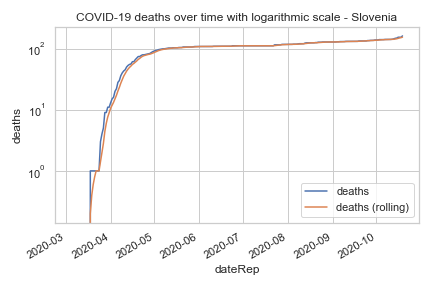 COVID-19 deaths over time with logarithmic scale - Slovenia
10²
10¹
10⁰
deaths
deaths
deaths (rolling)
2020-03
2020-04
2020-05
2020-06
2020-07
2020-08
2020-09
2020-10
dateRep